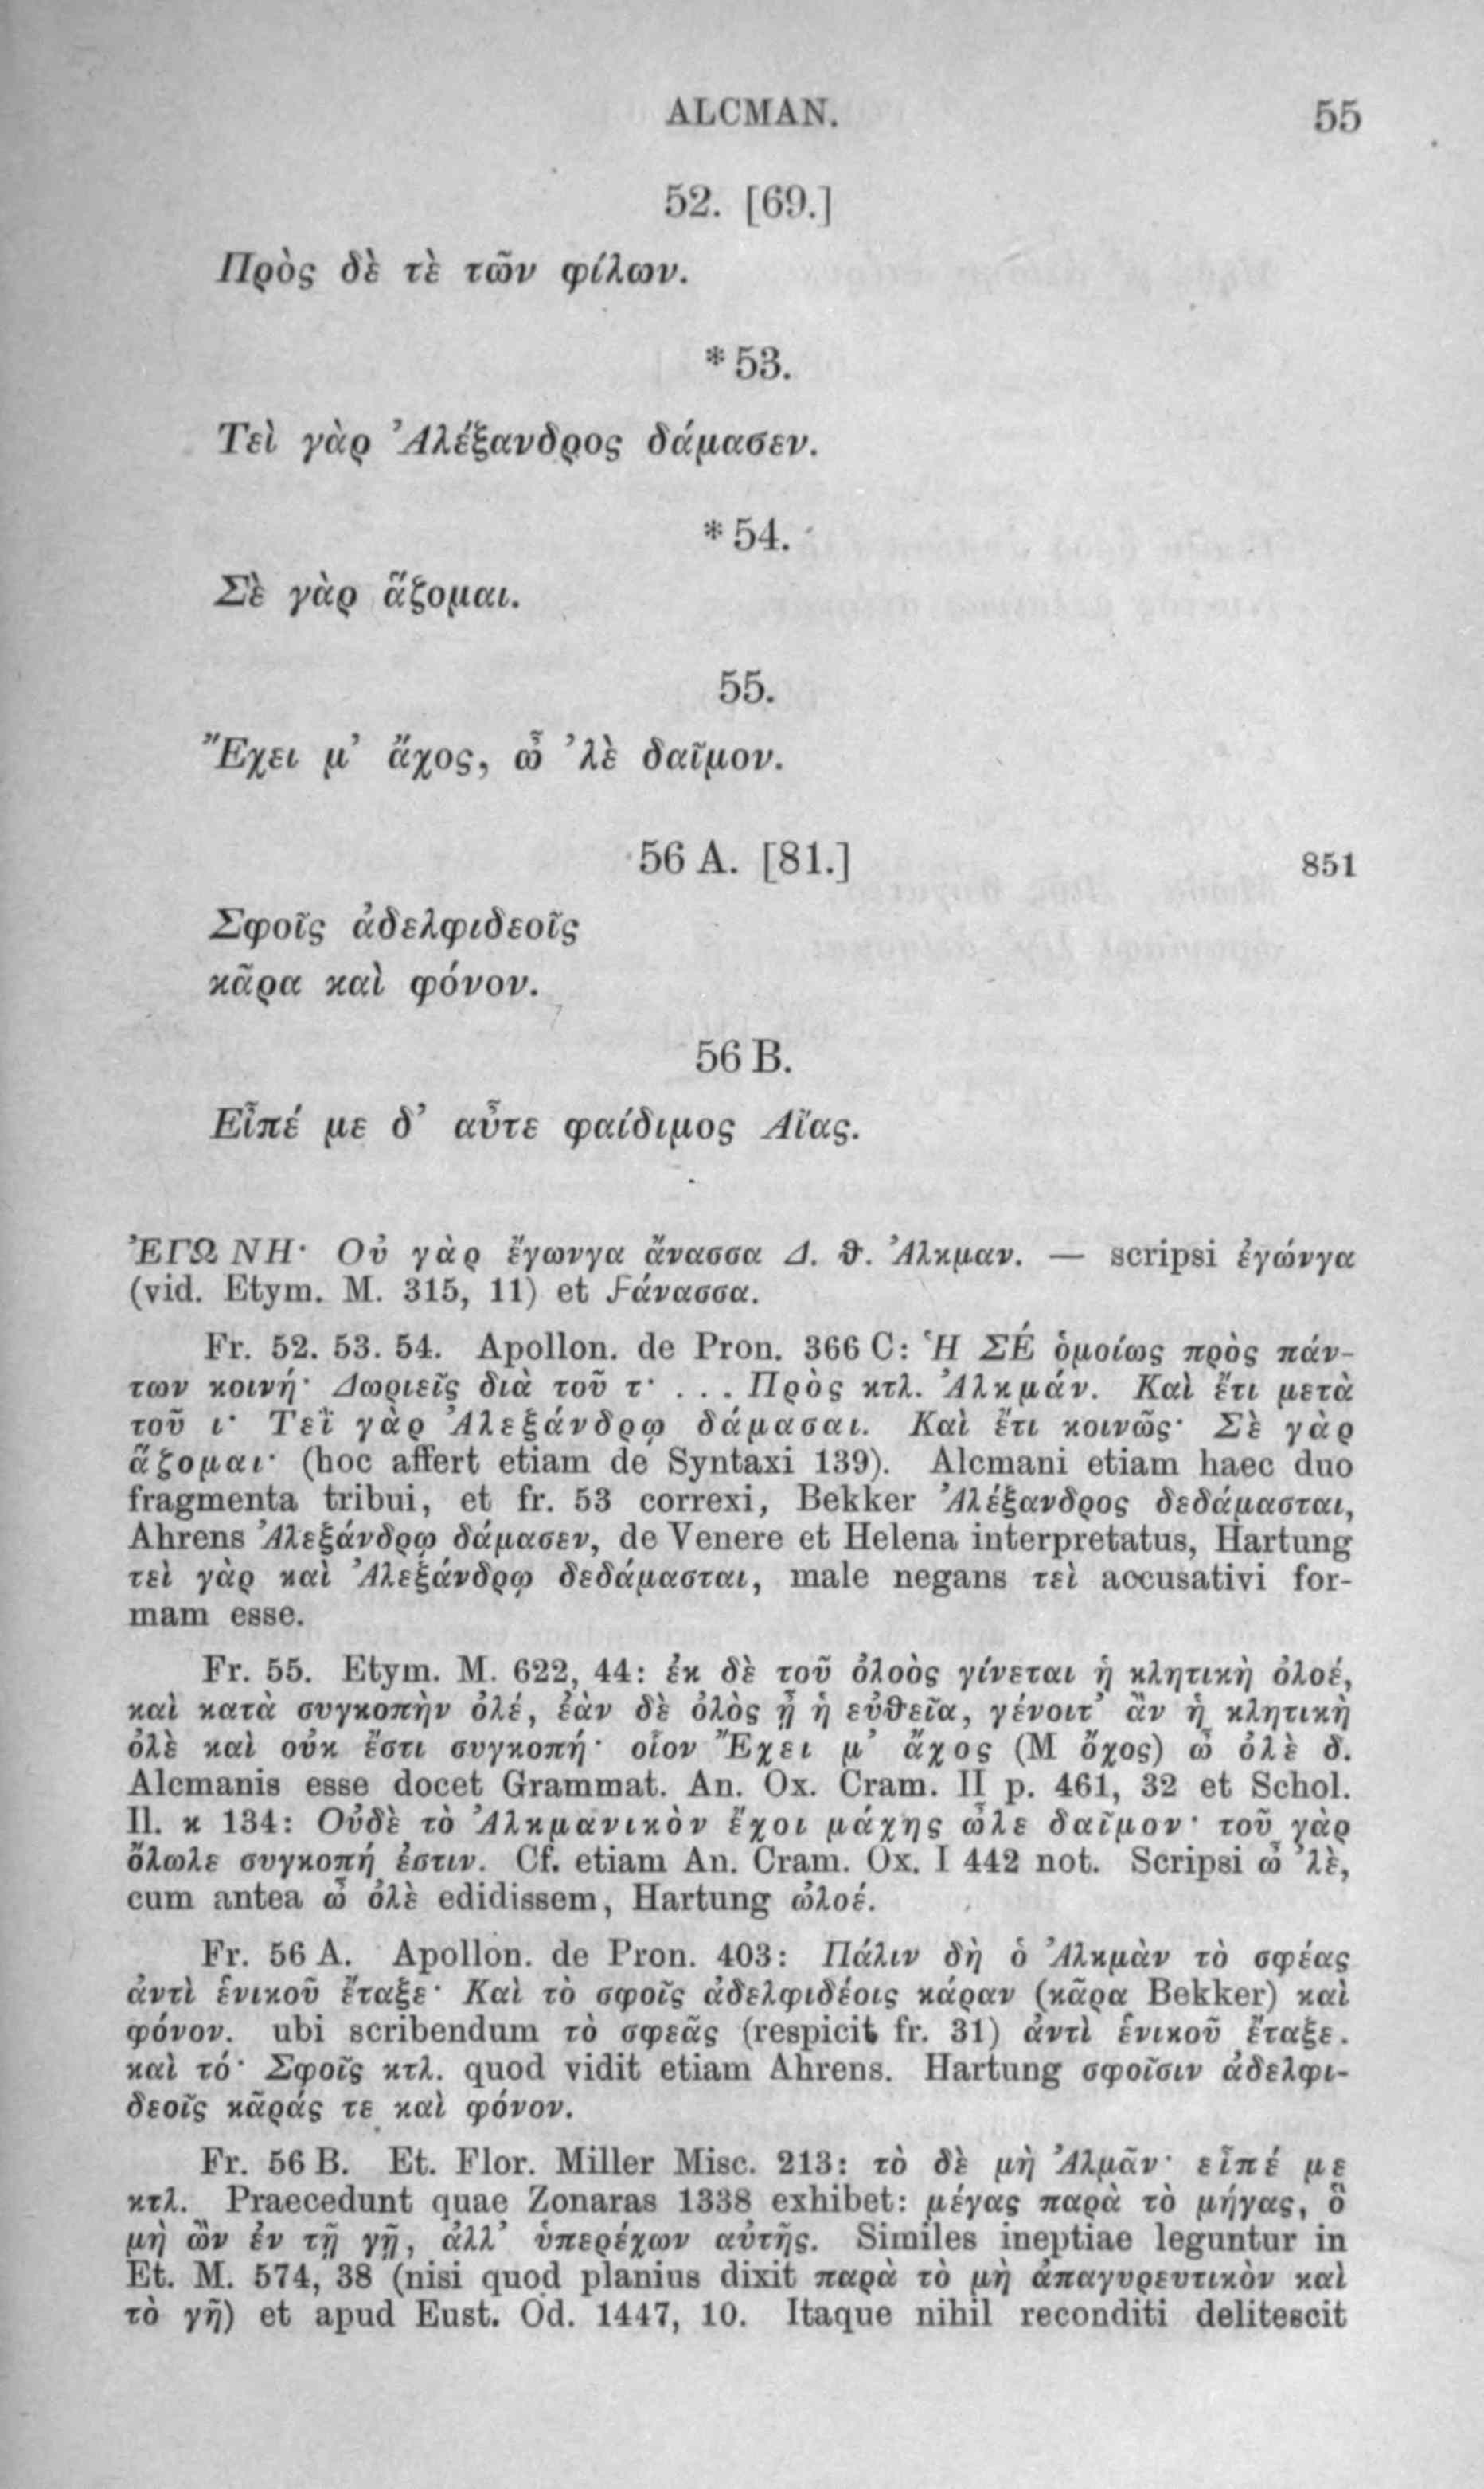 ALCMAN. 55
52. [69.]
Πρὸς δὲ τὲ τῶν φίλων.
*53.
Τεὶ γὰρ Ἀλέξανδρος δάμασεν.
*54.
Σὲ γὰρ ἅζομαι.
55.
Ἔχει μ’ ἄχος, ὦ ’λὲ δαῖμον.
56 A. [81.] 851
Σφοῖς ἀδελφιδεοῖς
κᾶρα καὶ φόνον.
56 B.
Εἶπέ με δ’ αὖτε φαίδιμος Αἴας.
ἘΓΩΝΗ· Οὐ γὰρ ἔγωνγα ἄνασσα Δ. θ. Ἀλκμαν. — scripsi ἐγώνγα
(vid. Etym. M. 315, 11) et ϝάνασσα.
Fr. 52. 53. 54. Apollon. de Pron. 366 C: Ἡ ΣΈ ὁμοίως πρὸς πάν-
των κοινή· Δωριεῖς διὰ τοῦ τ· ... Πρὸς κτλ. Ἀλκμάν. Καὶ ἔτι μετὰ
τοῦ ι· Τεῒ γὰρ Ἀλεξάνδρῳ δάμασαι. Καὶ ἔτι κοινῶς· Σὲ γὰρ
ἅζομαι· (hoc affert etiam de Syntaxi 139). Alcmani etiam haec duo
fragmenta tribui, et fr. 53 correxi, Bekker Ἀλέξανδρος δεδάμασται,
Ahrens Ἀλεξάνδρῳ δάμασεν, de Venere et Helena interpretatus, Hartung
τεὶ γὰρ καὶ Ἀλεξάνδρῳ δεδάμασται, male negans τεὶ accusativi for-
mam esse.
Fr. 55. Etym. M. 622, 44: ἐκ δὲ τοῦ ὀλοὸς γίνεται ἡ κλητικὴ ὀλοέ,
καὶ κατὰ συγκοπὴν ὀλέ, ἐὰν δὲ ὀλὸς ᾖ ἡ εὐθεῖα, γένοιτ’ ἂν ἡ κλητικὴ
ὀλὲ καὶ οὐκ ἔστι συγκοπή· οἷον Ἔχει μ’ ἄχος (M ὄχος) ὦ ὀλὲ δ.
Alcmanis esse docet Grammat. An. Ox. Cram. II p. 461, 32 et Schol.
Il. κ 134: Οὐδὲ τὸ Ἀλκμανικὸν ἔχοι μάχης ὦλε δαῖμον· τοῦ γὰρ
ὄλωλε συγκοπή ἐστιν. Cf. etiam An. Cram. Ox. I 442 not. Scripsi ὦ ’λὲ,
cum antea ὦ ὀλὲ edidissem, Hartung ὠλοέ.
Fr. 56 A. Apollon. de Pron. 403: Πάλιν δὴ ὁ Ἀλκμὰν τὸ σφέας
ἀντὶ ἑνικοῦ ἔταξε· Καὶ τὸ σφοῖς ἀδελφιδέοις κάραν (κᾶρα Bekker) καὶ
φόνον. ubi scribendum τὸ σφεᾶς (respicit fr. 31) ἀντὶ ἑνικοῦ ἔταξε.
καὶ τό· Σφοῖς κτλ. quod vidit etiam Ahrens. Hartung σφοῖσιν ἀδελφι-
δεοῖς κᾶράς τε καὶ φόνον.
Fr. 56 B. Et. Flor. Miller Misc. 213: τὸ δὲ μὴ Ἀλμᾶν· εἶπέ με
κτλ. Praecedunt quae Zonaras 1338 exhibet: μέγας παρὰ τὸ μήγας, ὃ
μὴ ὢν ἐν τῇ γῇ, ἀλλ’ ὑπερέχων αὐτῆς. Similes ineptiae leguntur in
Et. M. 574, 38 (nisi quod planius dixit παρὰ τὸ μὴ ἀπαγορευτικὸν καὶ
τὸ γῆ) et apud Eust. Od. 1447, 10. Itaque nihil reconditi delitescit